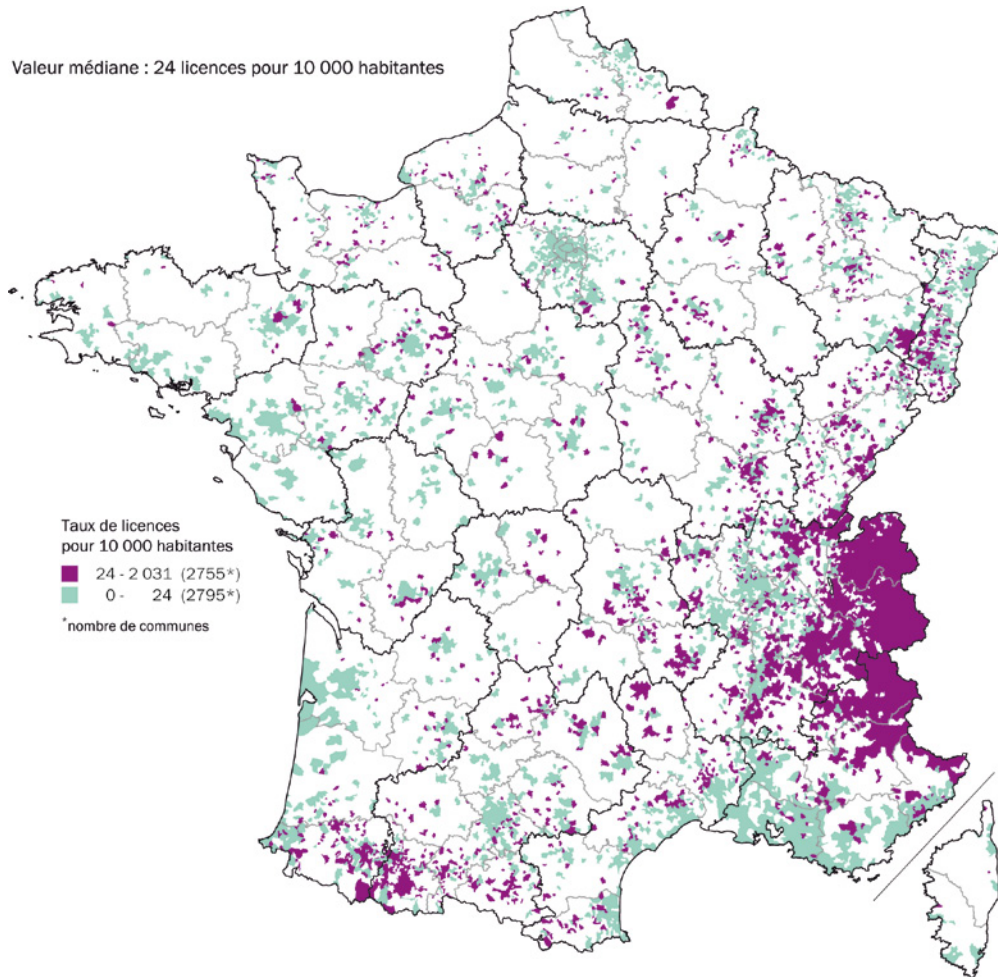 Valeur médiane : 24 licences pour 10 000 habitantes
Taux de licences
pour 10 000 habitantes
24 - 2 031 (2755*)
0 - 24 (2795*)
*nombre de communes